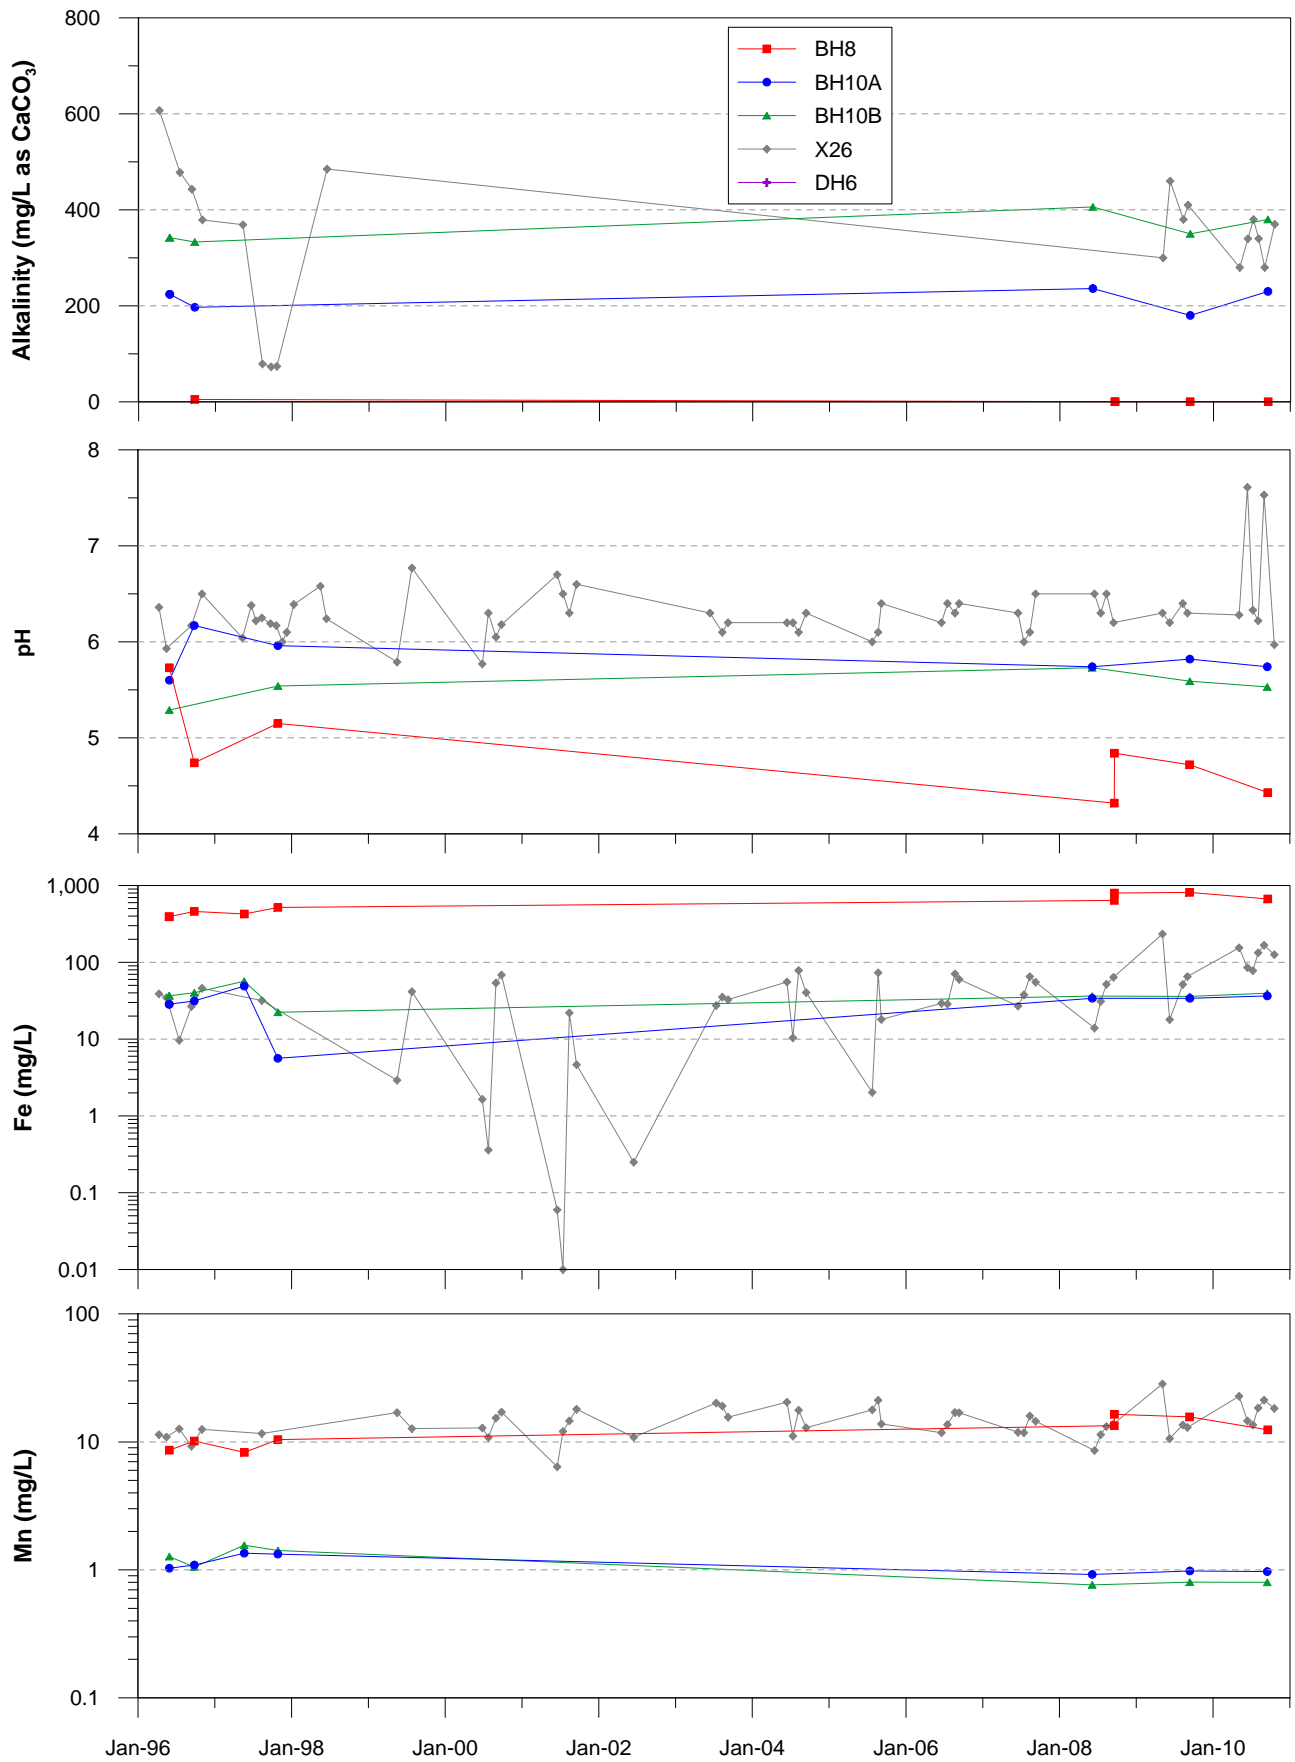 800
600
400
200
0
Alkalinity (mg/L as CaCO₃)
BH8
BH10A
BH10B
X26
DH6
8
7
6
5
4
pH
1,000
100
10
1
0.1
0.01
Fe (mg/L)
100
10
1
0.1
Mn (mg/L)
Jan-96 Jan-98 Jan-00 Jan-02 Jan-04 Jan-06 Jan-08 Jan-10